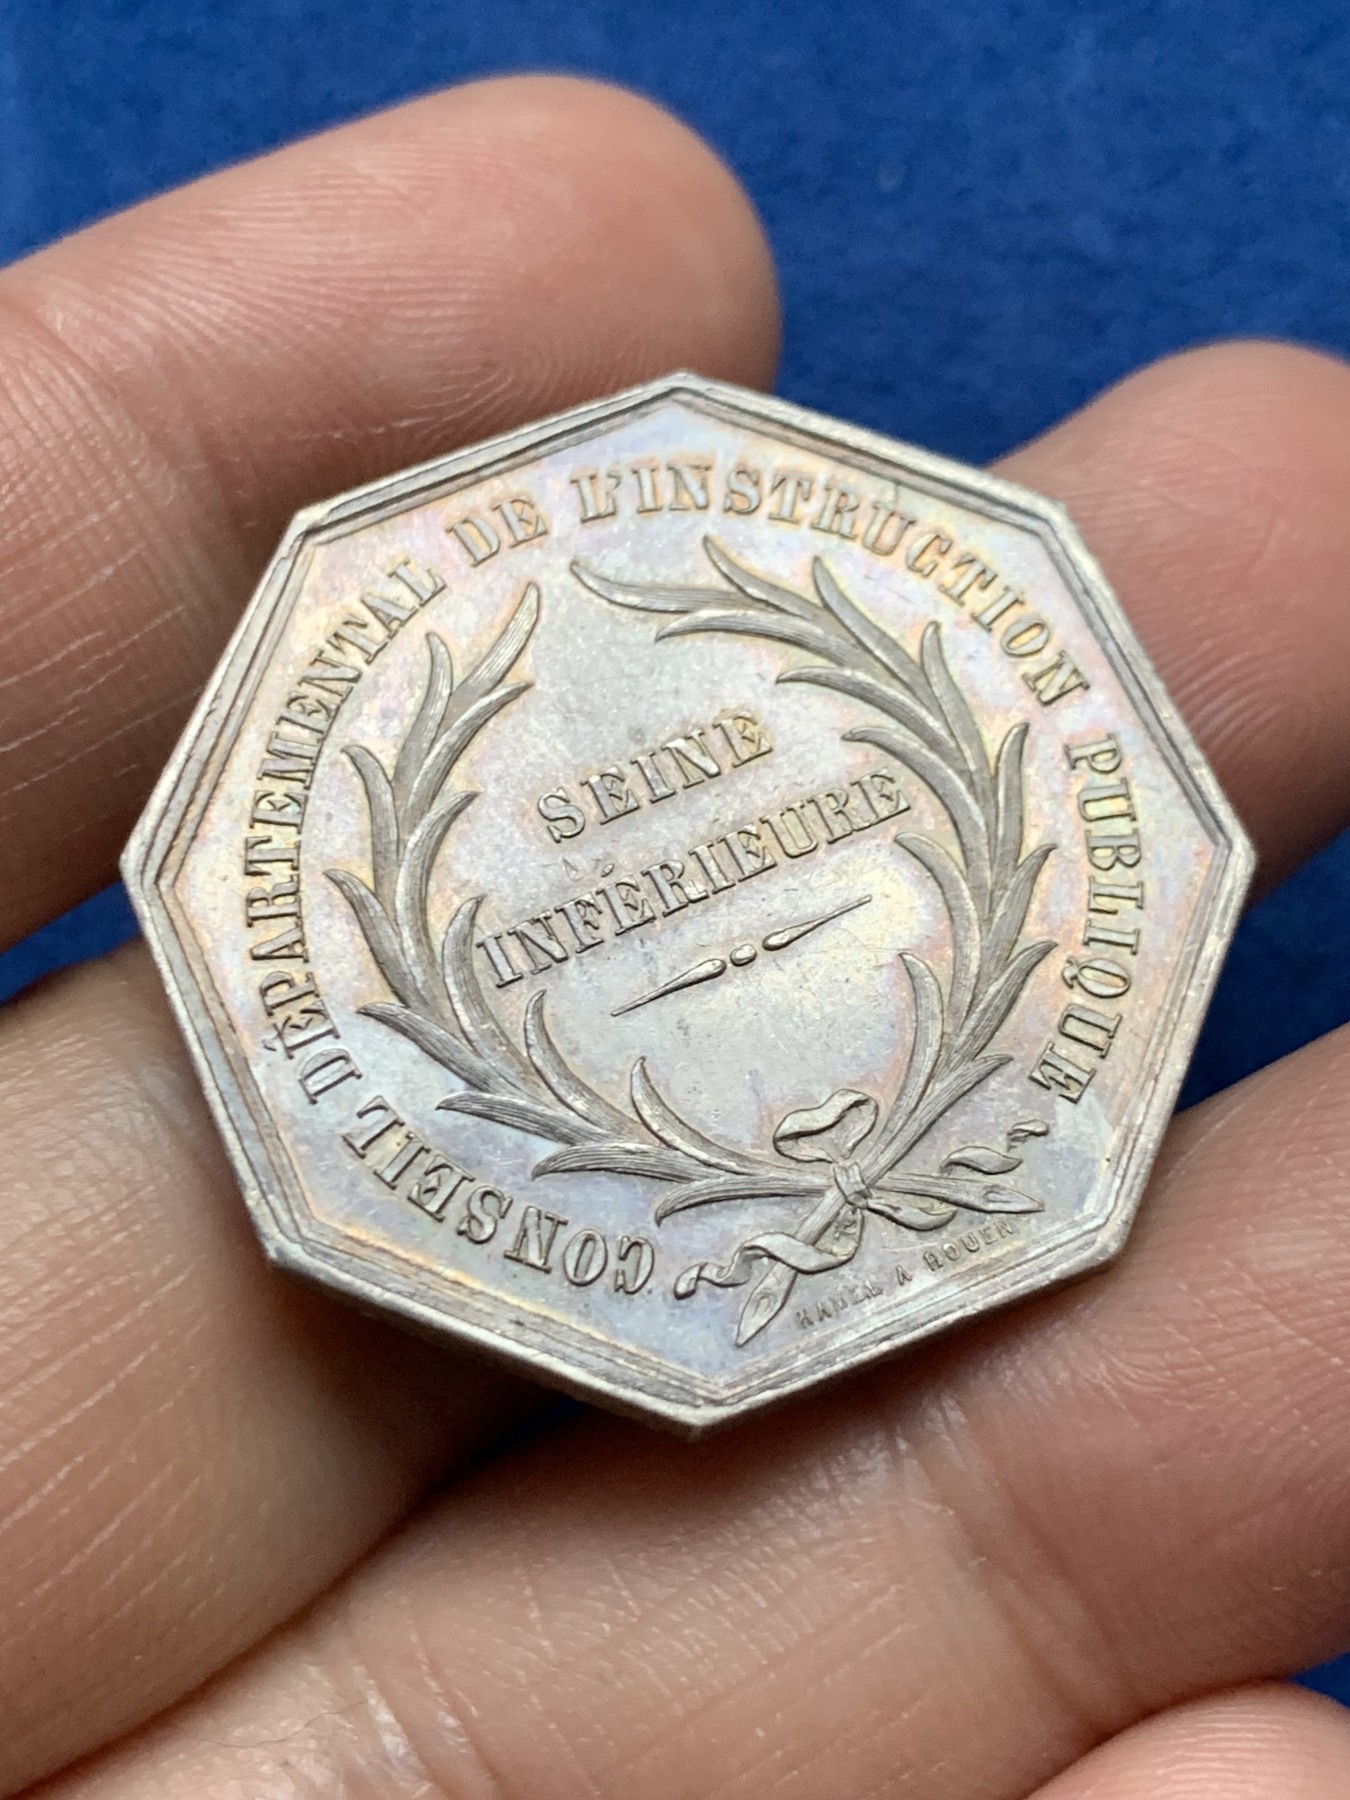 CONSEIL DÉPARTEMENTAL DE L'INSTRUCTION PUBLIQUE
SEINE
INFÉRIEURE
HAMEL A ROUEN